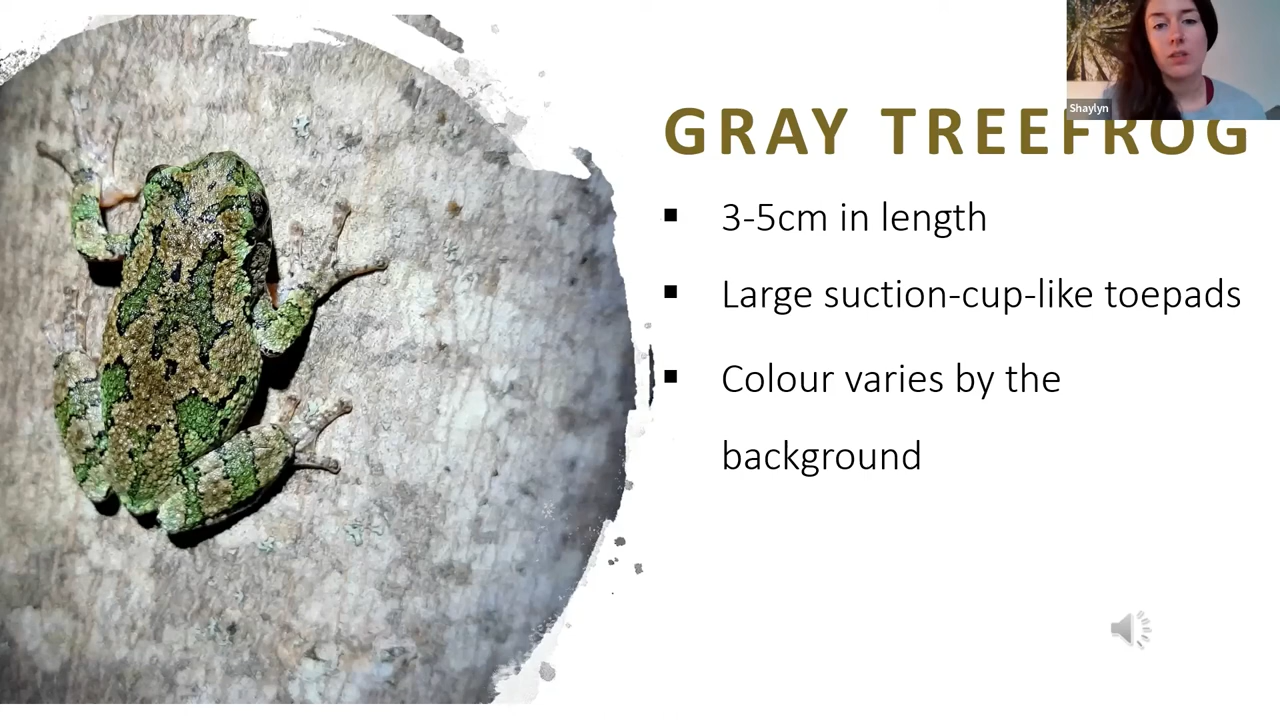 Shaylyn
GRAY TREEFROG
▪ 3-5cm in length
▪ Large suction-cup-like toepads
▪ Colour varies by the
background